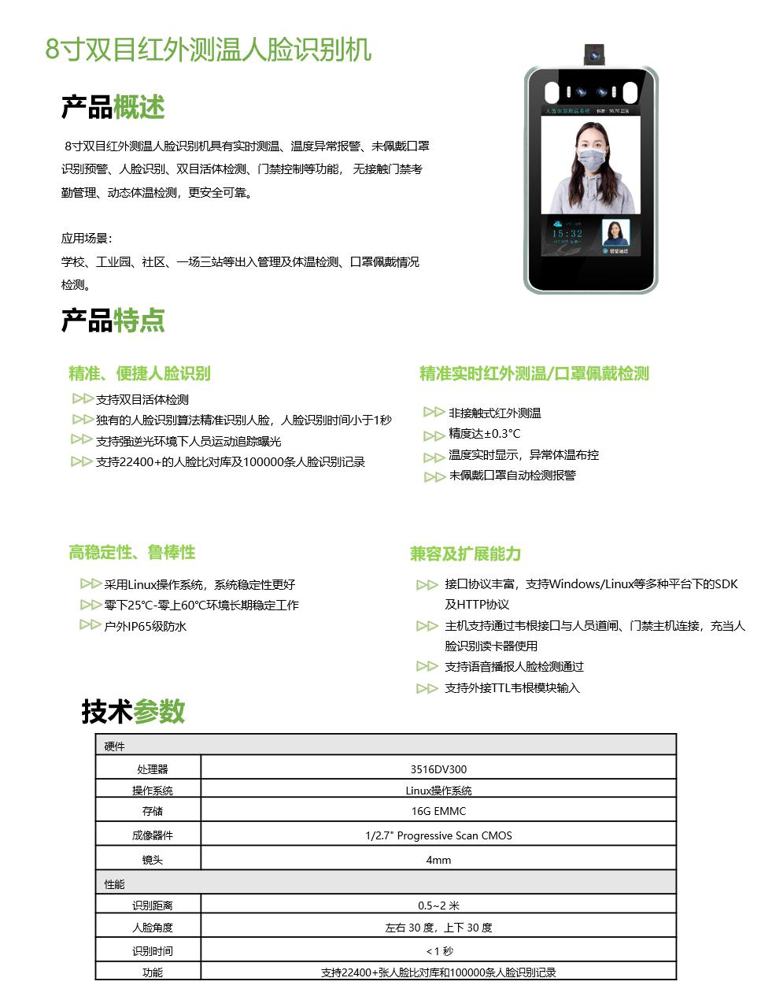 8寸双目红外测温人脸识别机
产品概述
8寸双目红外测温人脸识别机具有实时测温、温度异常报警、未佩戴口罩
识别预警、人脸识别、双目活体检测、门禁控制等功能， 无接触门禁考
勤管理、动态体温检测，更安全可靠。
应用场景：
学校、工业园、社区、一场三站等出入管理及体温检测、口罩佩戴情况
检测。
人脸识别测温系统
体温：36.7℃ 正常
15:32
验证通过
产品特点
精准、便捷人脸识别
支持双目活体检测
独有的人脸识别算法精准识别人脸，人脸识别时间小于1秒
支持强逆光环境下人员运动追踪曝光
支持22400+的人脸比对库及100000条人脸识别记录
精准实时红外测温/口罩佩戴检测
非接触式红外测温
精度达±0.3°C
温度实时显示，异常体温布控
未佩戴口罩自动检测报警
高稳定性、鲁棒性
采用Linux操作系统，系统稳定性更好
零下25℃-零上60℃环境长期稳定工作
户外IP65级防水
兼容及扩展能力
接口协议丰富，支持Windows/Linux等多种平台下的SDK
及HTTP协议
主机支持通过韦根接口与人员道闸、门禁主机连接，充当人
脸识别读卡器使用
支持语音播报人脸检测通过
支持外接TTL韦根模块输入
技术参数
硬件
处理器 3516DV300
操作系统 Linux操作系统
存储 16G EMMC
成像器件 1/2.7" Progressive Scan CMOS
镜头 4mm
性能
识别距离 0.5~2 米
人脸角度 左右 30 度，上下 30 度
识别时间 <1 秒
功能 支持22400+张人脸比对库和100000条人脸识别记录